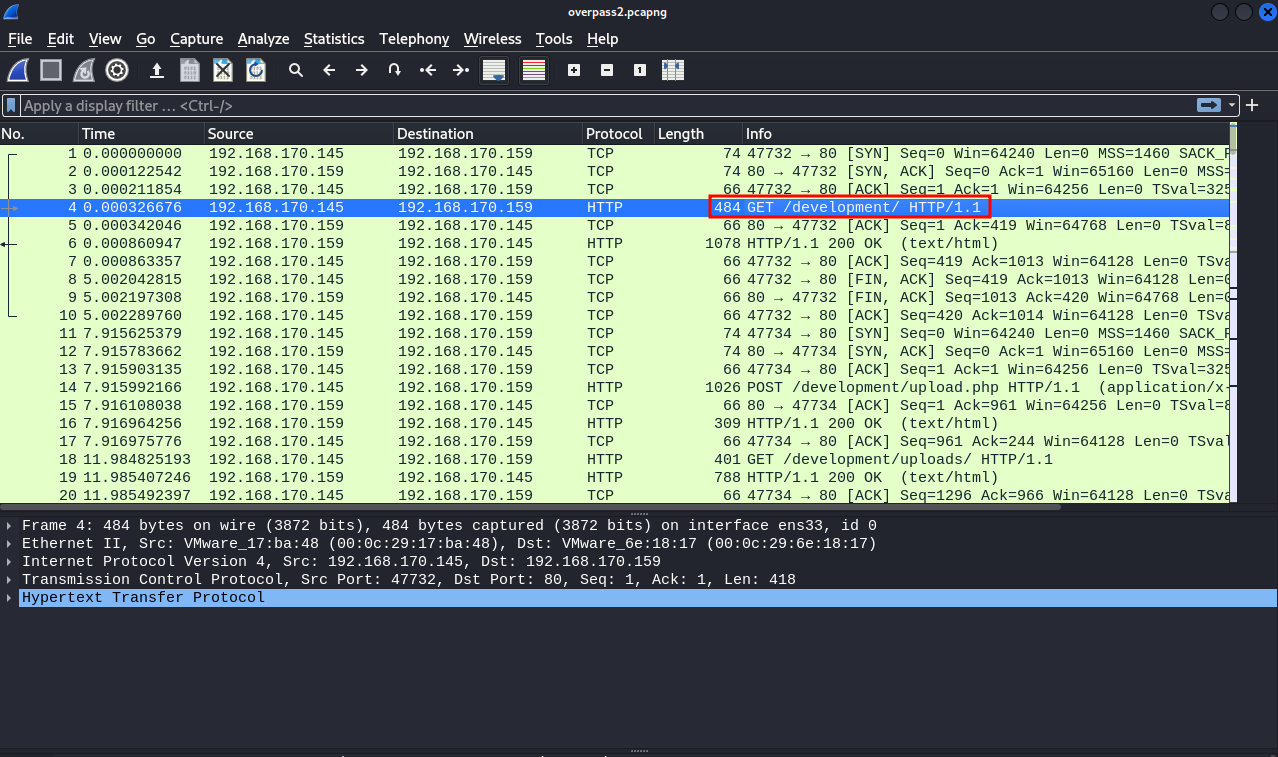 overpass2.pcapng
File Edit View Go Capture Analyze Statistics Telephony Wireless Tools Help
Apply a display filter … <Ctrl-/>
No. Time Source Destination Protocol Length Info
1 0.000000000 192.168.170.145 192.168.170.159 TCP 74 47732 → 80 [SYN] Seq=0 Win=64240 Len=0 MSS=1460 SACK_
2 0.000122542 192.168.170.159 192.168.170.145 TCP 74 80 → 47732 [SYN, ACK] Seq=0 Ack=1 Win=65160 Len=0 MSS=
3 0.000211854 192.168.170.145 192.168.170.159 TCP 66 47732 → 80 [ACK] Seq=1 Ack=1 Win=64256 Len=0 TSval=325
4 0.000326676 192.168.170.145 192.168.170.159 HTTP 484 GET /development/ HTTP/1.1
5 0.000342046 192.168.170.159 192.168.170.145 TCP 66 80 → 47732 [ACK] Seq=1 Ack=419 Win=64768 Len=0 TSval=8
6 0.000860947 192.168.170.159 192.168.170.145 HTTP 1078 HTTP/1.1 200 OK (text/html)
7 0.000863357 192.168.170.145 192.168.170.159 TCP 66 47732 → 80 [ACK] Seq=419 Ack=1013 Win=64128 Len=0 TSva
8 5.002042815 192.168.170.145 192.168.170.159 TCP 66 47732 → 80 [FIN, ACK] Seq=419 Ack=1013 Win=64128 Len=0
9 5.002197308 192.168.170.159 192.168.170.145 TCP 66 80 → 47732 [FIN, ACK] Seq=1013 Ack=420 Win=64768 Len=0
10 5.002289760 192.168.170.145 192.168.170.159 TCP 66 47732 → 80 [ACK] Seq=420 Ack=1014 Win=64128 Len=0 TSva
11 7.915625379 192.168.170.145 192.168.170.159 TCP 74 47734 → 80 [SYN] Seq=0 Win=64240 Len=0 MSS=1460 SACK_
12 7.915783662 192.168.170.159 192.168.170.145 TCP 74 80 → 47734 [SYN, ACK] Seq=0 Ack=1 Win=65160 Len=0 MSS=
13 7.915903135 192.168.170.145 192.168.170.159 TCP 66 47734 → 80 [ACK] Seq=1 Ack=1 Win=64256 Len=0 TSval=325
14 7.915992166 192.168.170.145 192.168.170.159 HTTP 1026 POST /development/upload.php HTTP/1.1 (application/x-
15 7.916108038 192.168.170.159 192.168.170.145 TCP 66 80 → 47734 [ACK] Seq=1 Ack=961 Win=64256 Len=0 TSval=8
16 7.916964256 192.168.170.159 192.168.170.145 HTTP 309 HTTP/1.1 200 OK (text/html)
17 7.916975776 192.168.170.145 192.168.170.159 TCP 66 47734 → 80 [ACK] Seq=961 Ack=244 Win=64128 Len=0 TSval
18 11.984825193 192.168.170.145 192.168.170.159 HTTP 401 GET /development/uploads/ HTTP/1.1
19 11.985407246 192.168.170.159 192.168.170.145 HTTP 788 HTTP/1.1 200 OK (text/html)
20 11.985492397 192.168.170.145 192.168.170.159 TCP 66 47734 → 80 [ACK] Seq=1296 Ack=966 Win=64128 Len=0 TSva
Frame 4: 484 bytes on wire (3872 bits), 484 bytes captured (3872 bits) on interface ens33, id 0
Ethernet II, Src: VMware_17:ba:48 (00:0c:29:17:ba:48), Dst: VMware_6e:18:17 (00:0c:29:6e:18:17)
Internet Protocol Version 4, Src: 192.168.170.145, Dst: 192.168.170.159
Transmission Control Protocol, Src Port: 47732, Dst Port: 80, Seq: 1, Ack: 1, Len: 418
Hypertext Transfer Protocol